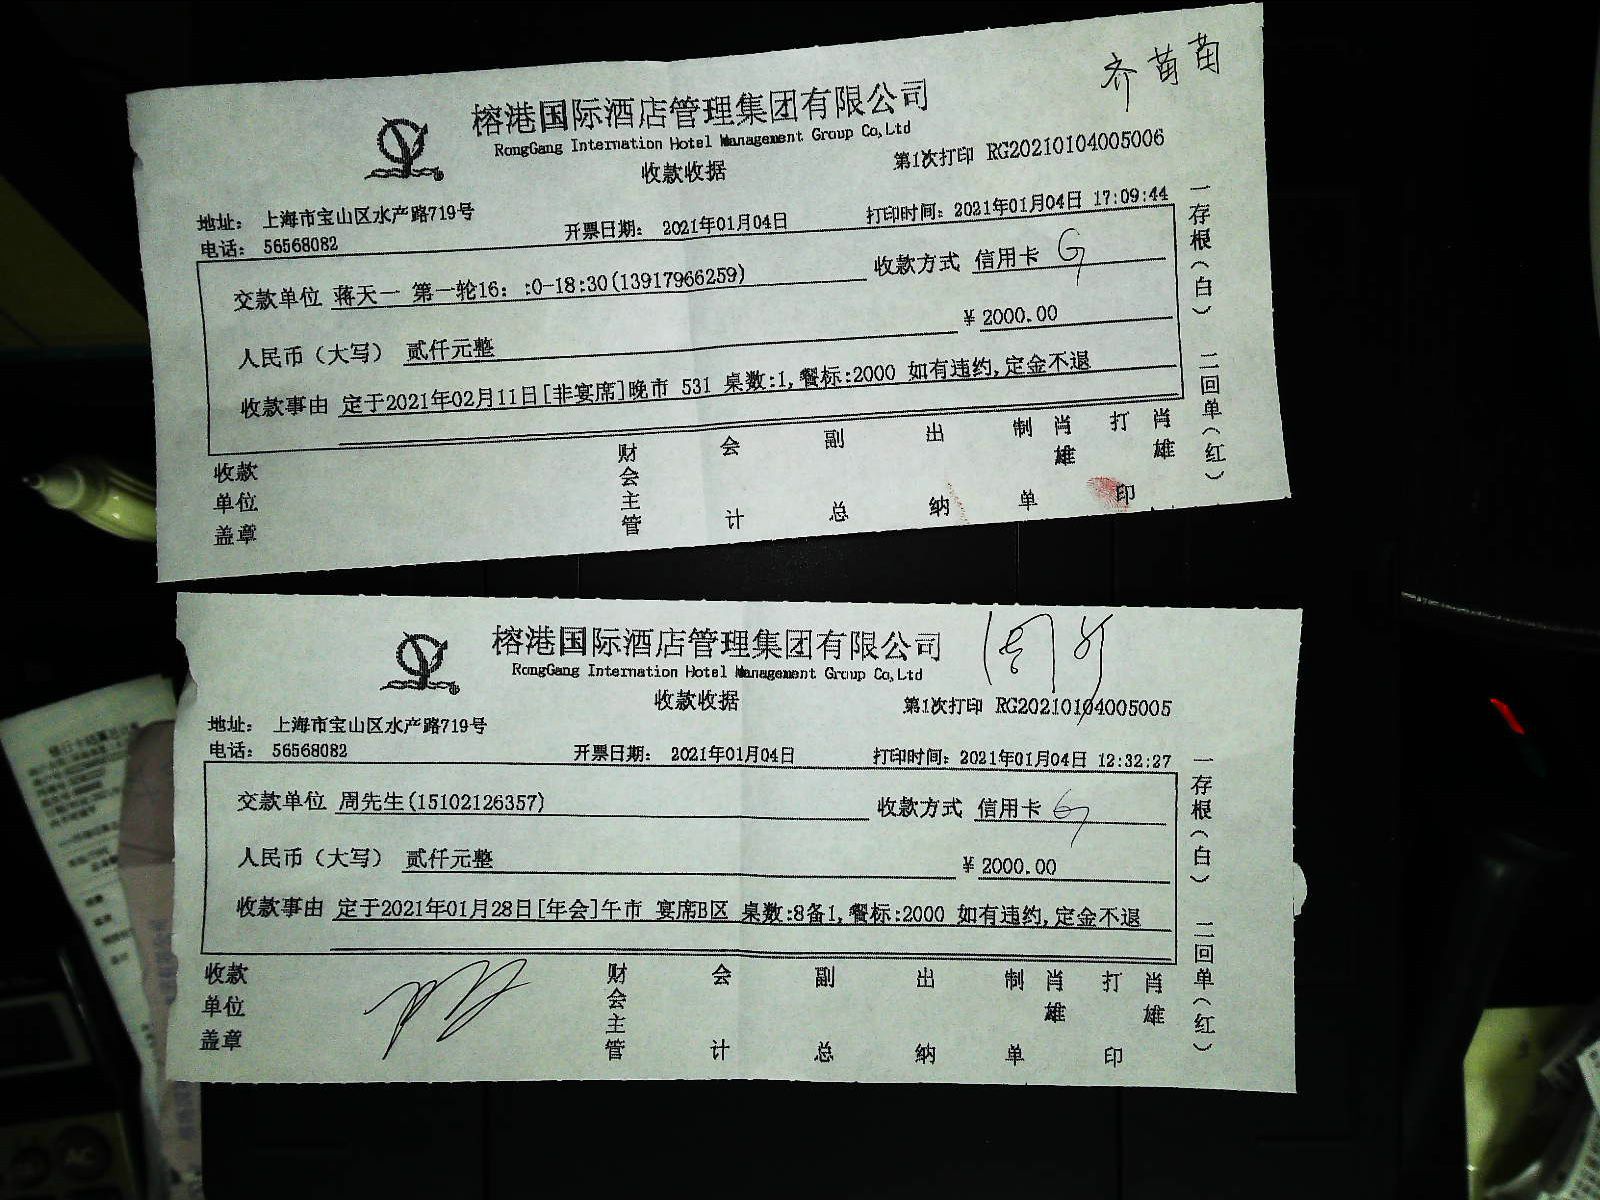 齐苗苗
榕港国际酒店管理集团有限公司
RongGang Internation Hotel Management Group Co,Ltd
收款收据
第1次打印 RG20210104005006
地址： 上海市宝山区水产路719号
电话： 56568082
开票日期： 2021年01月04日
打印时间：2021年01月04日 17:09:44
交款单位 蒋天一 第一轮16：:0-18:30(13917966259)
收款方式 信用卡
人民币（大写） 贰仟元整
¥ 2000.00
收款事由 定于2021年02月11日[非宴席]晚市 531 桌数:1,餐标:2000 如有违约,定金不退
收款单位盖章 财会主管 会计 副总 出纳 制单 肖雄 打印 肖雄
一存根（白） 二回单（红）
榕港国际酒店管理集团有限公司
RongGang Internation Hotel Management Group Co,Ltd
收款收据
第1次打印 RG20210104005005
地址： 上海市宝山区水产路719号
电话： 56568082
开票日期： 2021年01月04日
打印时间：2021年01月04日 12:32:27
交款单位 周先生(15102126357)
收款方式 信用卡
人民币（大写） 贰仟元整
¥ 2000.00
收款事由 定于2021年01月28日[年会]午市 宴席B区 桌数:8备1,餐标:2000 如有违约,定金不退
收款单位盖章 财会主管 会计 副总 出纳 制单 肖雄 打印 肖雄
一存根（白） 二回单（红）
AC